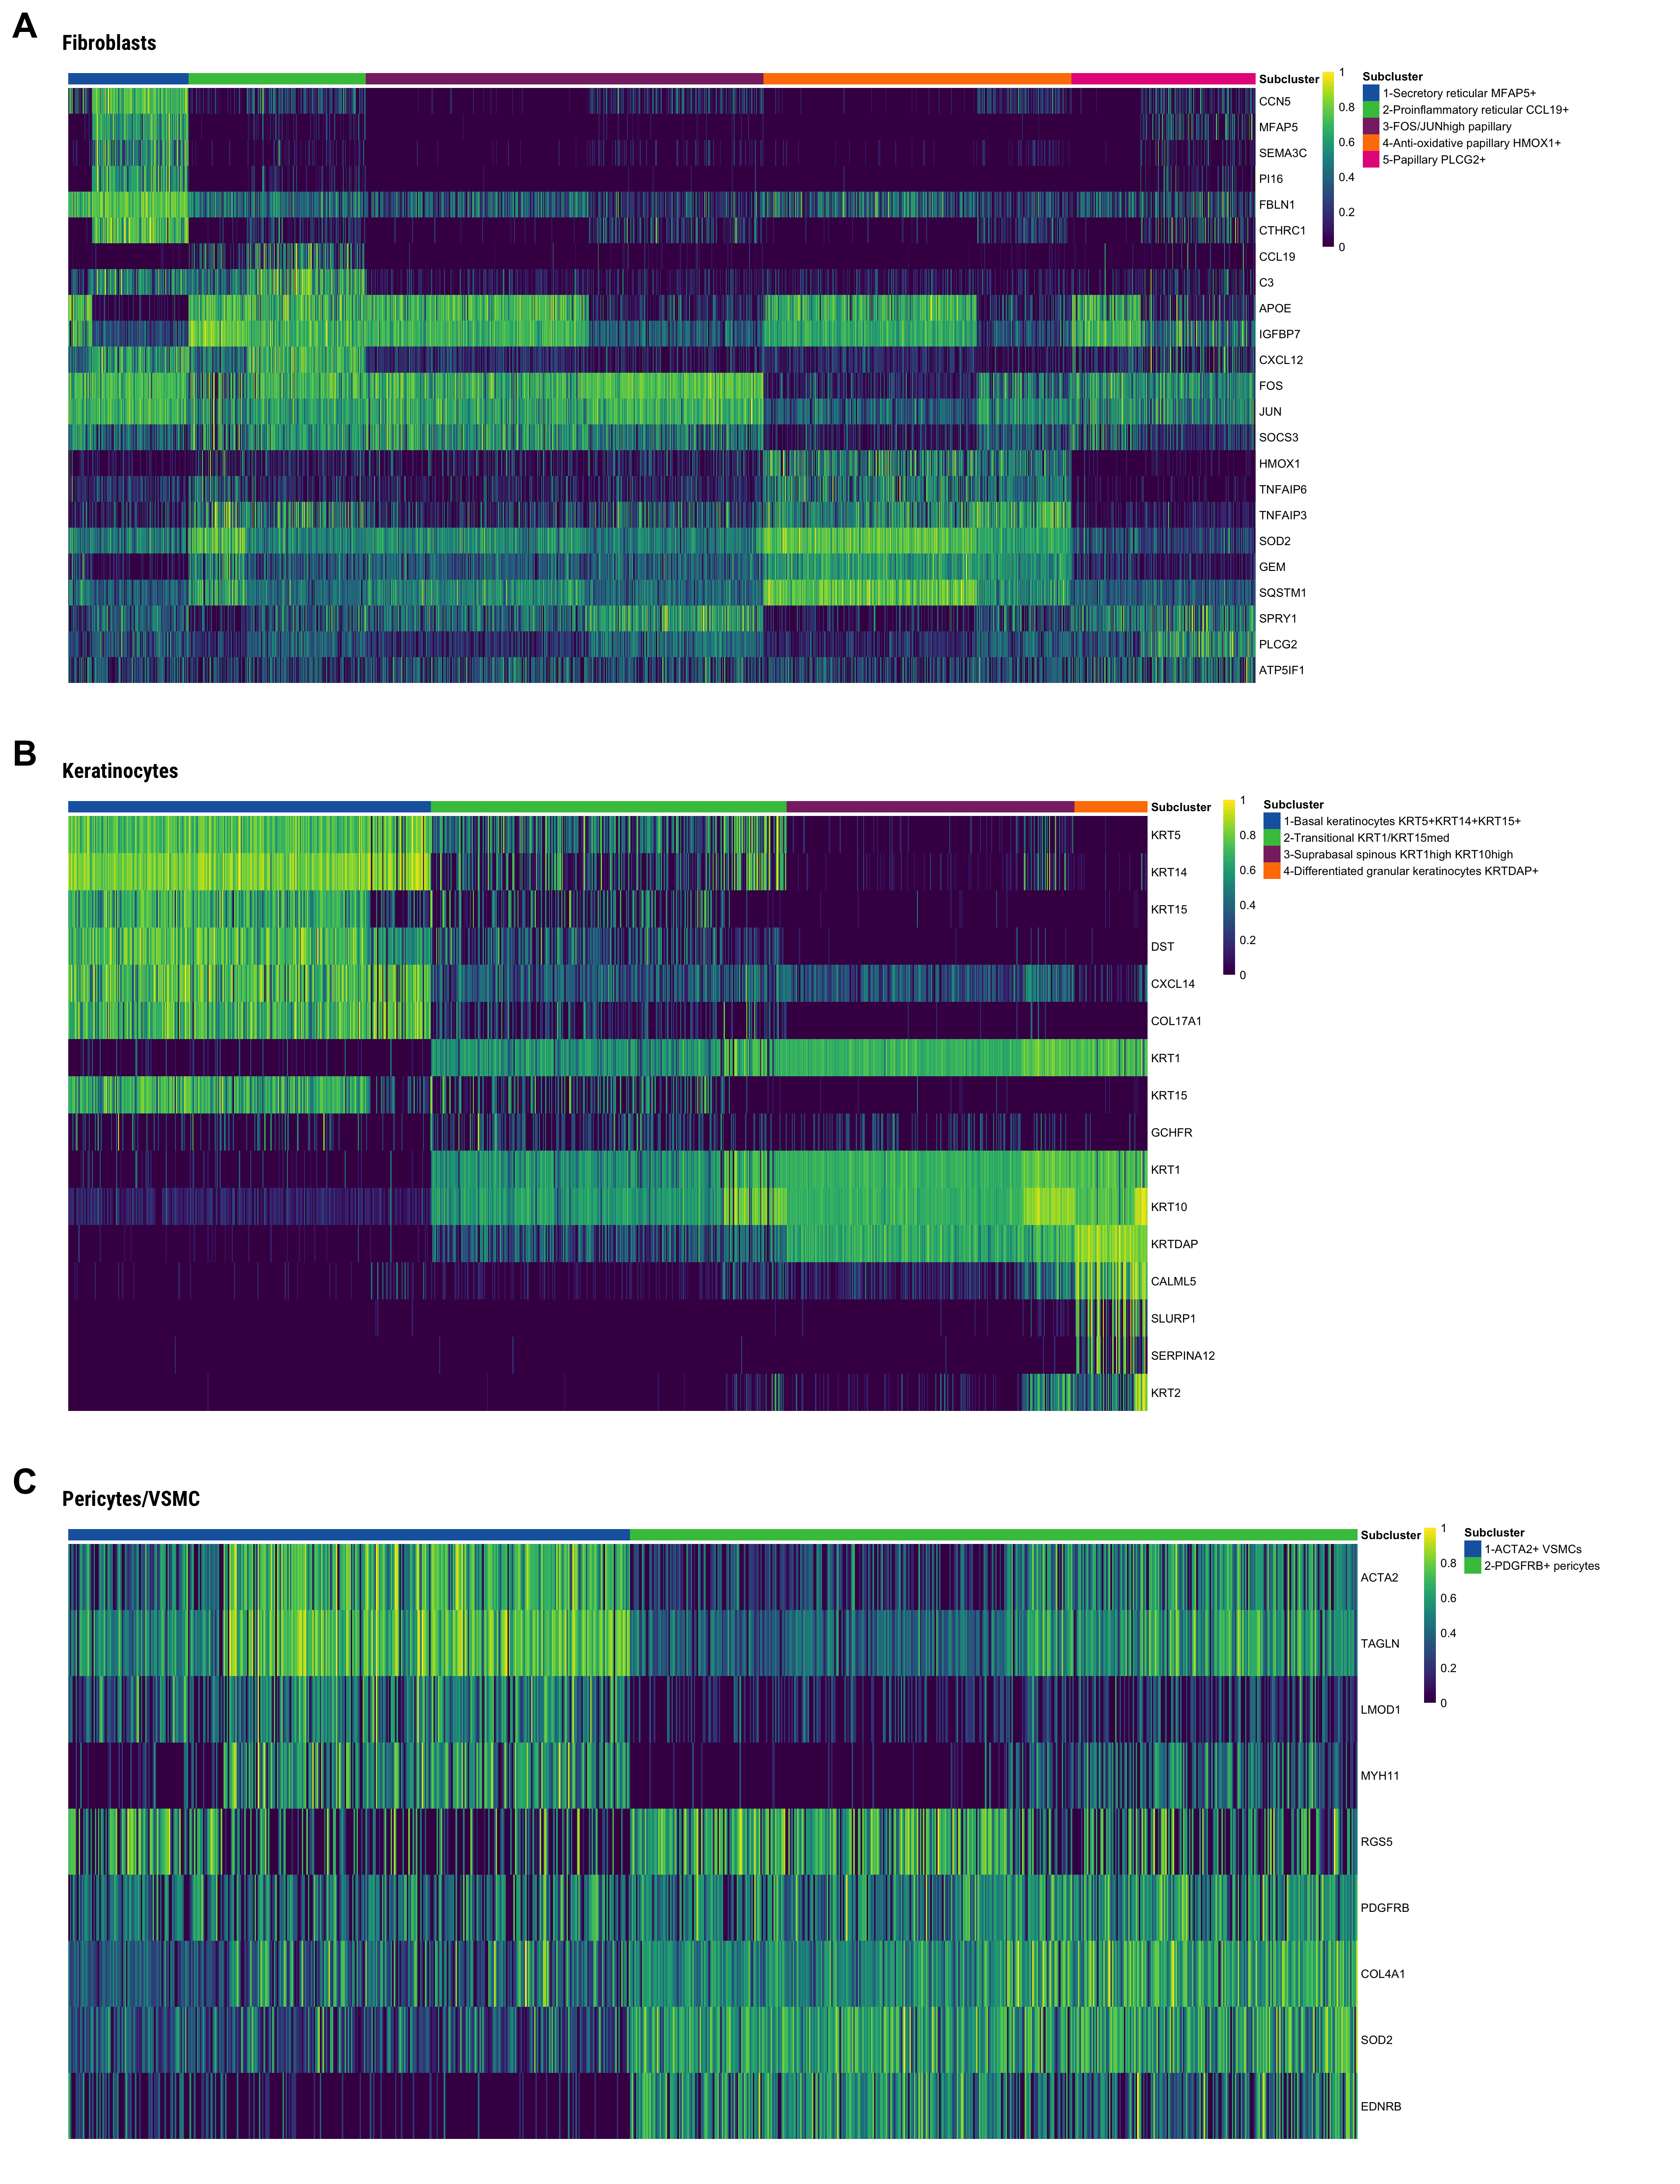 A
Fibroblasts
Subcluster
CCN5
MFAP5
SEMA3C
PI16
FBLN1
CTHRC1
CCL19
C3
APOE
IGFBP7
CXCL12
FOS
JUN
SOCS3
HMOX1
TNFAIP6
TNFAIP3
SOD2
GEM
SQSTM1
SPRY1
PLCG2
ATP5IF1
1
0.8
0.6
0.4
0.2
0
Subcluster
1-Secretory reticular MFAP5+
2-Proinflammatory reticular CCL19+
3-FOS/JUNhigh papillary
4-Anti-oxidative papillary HMOX1+
5-Papillary PLCG2+
B
Keratinocytes
Subcluster
KRT5
KRT14
KRT15
DST
CXCL14
COL17A1
KRT1
KRT15
GCHFR
KRT1
KRT10
KRTDAP
CALML5
SLURP1
SERPINA12
KRT2
1
0.8
0.6
0.4
0.2
0
Subcluster
1-Basal keratinocytes KRT5+KRT14+KRT15+
2-Transitional KRT1/KRT15med
3-Suprabasal spinous KRT1high KRT10high
4-Differentiated granular keratinocytes KRTDAP+
C
Pericytes/VSMC
Subcluster
ACTA2
TAGLN
LMOD1
MYH11
RGS5
PDGFRB
COL4A1
SOD2
EDNRB
1
0.8
0.6
0.4
0.2
0
Subcluster
1-ACTA2+ VSMCs
2-PDGFRB+ pericytes